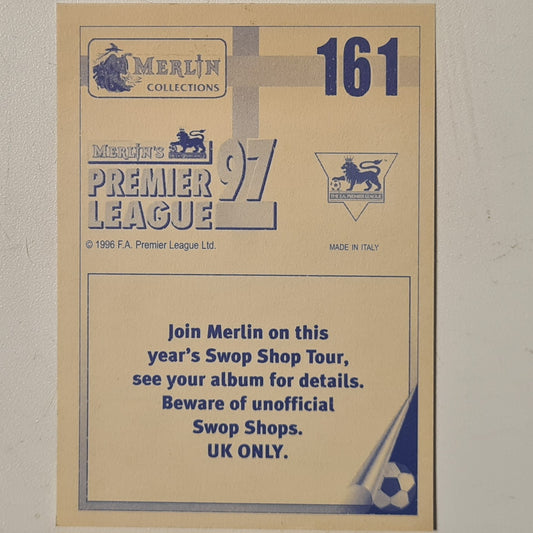 MERLIN
COLLECTIONS
161
MERLIN'S
PREMIER
LEAGUE 97
THE F.A. PREMIER LEAGUE
© 1996 F.A. Premier League Ltd.
MADE IN ITALY
Join Merlin on this
year's Swop Shop Tour,
see your album for details.
Beware of unofficial
Swop Shops.
UK ONLY.